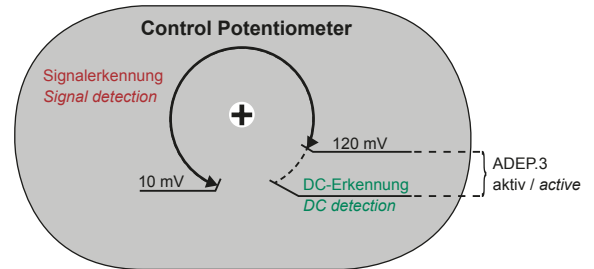 Control Potentiometer
Signalerkennung
Signal detection
120 mV
10 mV
DC-Erkennung
DC detection
ADEP.3
aktiv / active